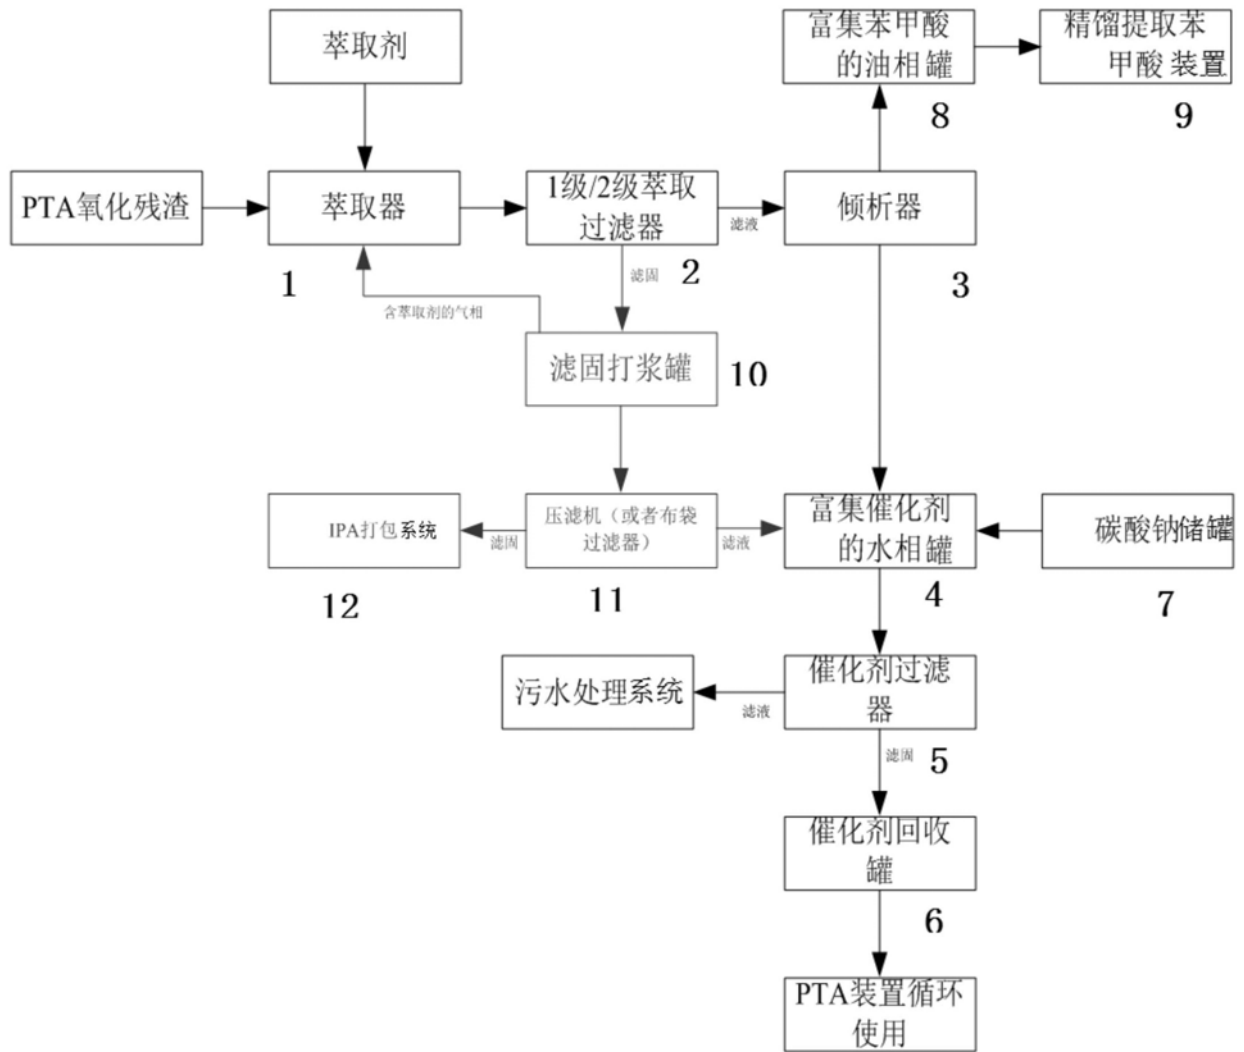 萃取剂
富集苯甲酸
的油相罐
8
精馏提取苯
甲酸装置
9
PTA氧化残渣
萃取器
1
1级/2级萃取
过滤器
2
滤液
倾析器
3
滤固
含萃取剂的气相
滤固打浆罐
10
IPA打包系统
12
滤固
压滤机（或者布袋
过滤器）
11
滤液
富集催化剂
的水相罐
4
碳酸钠储罐
7
污水处理系统
滤液
催化剂过滤
器
5
滤固
催化剂回收
罐
6
PTA装置循环
使用